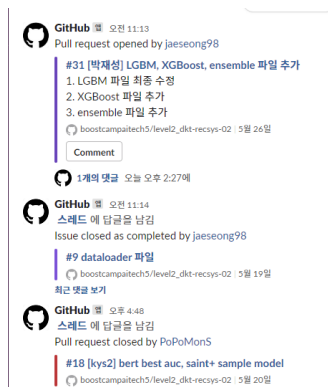 GitHub 앱 오전 11:13
Pull request opened by jaeseong98
#31 [박재성] LGBM, XGBoost, ensemble 파일 추가
1. LGBM 파일 최종 수정
2. XGBoost 파일 추가
3. ensemble 파일 추가
boostcampaitech5/level2_dkt-recsys-02 | 5월 26일
Comment
1개의 댓글 오늘 오후 2:27에
GitHub 앱 오전 11:14
스레드 에 답글을 남김
Issue closed as completed by jaeseong98
#9 dataloader 파일
boostcampaitech5/level2_dkt-recsys-02 | 5월 19일
최근 댓글 보기
GitHub 앱 오후 4:48
스레드 에 답글을 남김
Pull request closed by PoPoMonS
#18 [kys2] bert best auc, saint+ sample model
boostcampaitech5/level2_dkt-recsys-02 | 5월 20일